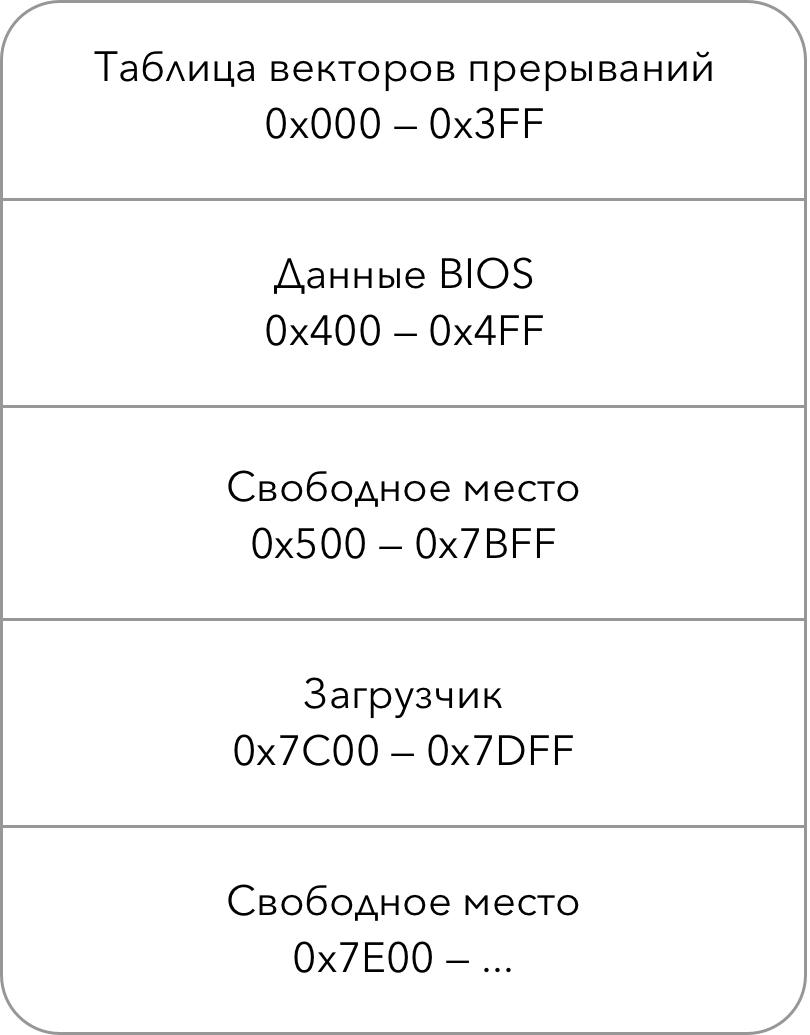 Таблица векторов прерываний
0x000 – 0x3FF
Данные BIOS
0x400 – 0x4FF
Свободное место
0x500 – 0x7BFF
Загрузчик
0x7C00 – 0x7DFF
Свободное место
0x7E00 – ...